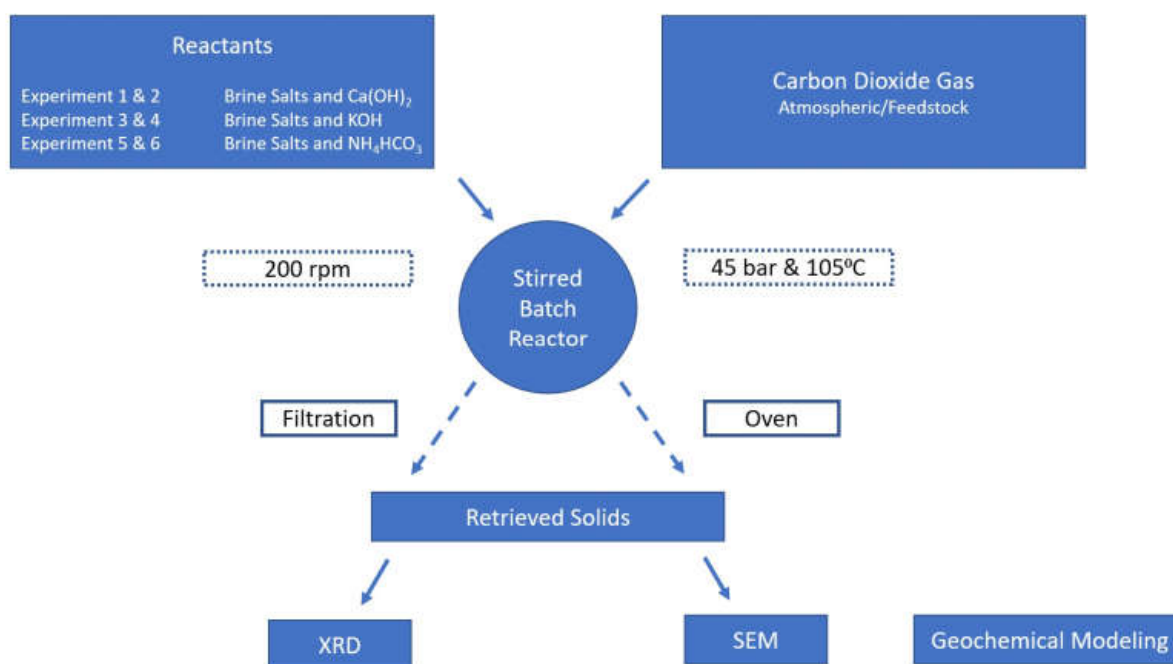 Reactants
Experiment 1 & 2 Brine Salts and Ca(OH)₂
Experiment 3 & 4 Brine Salts and KOH
Experiment 5 & 6 Brine Salts and NH₄HCO₃
Carbon Dioxide Gas
Atmospheric/Feedstock
200 rpm
45 bar & 105⁰C
Stirred
Batch
Reactor
Filtration
Oven
Retrieved Solids
XRD
SEM
Geochemical Modeling